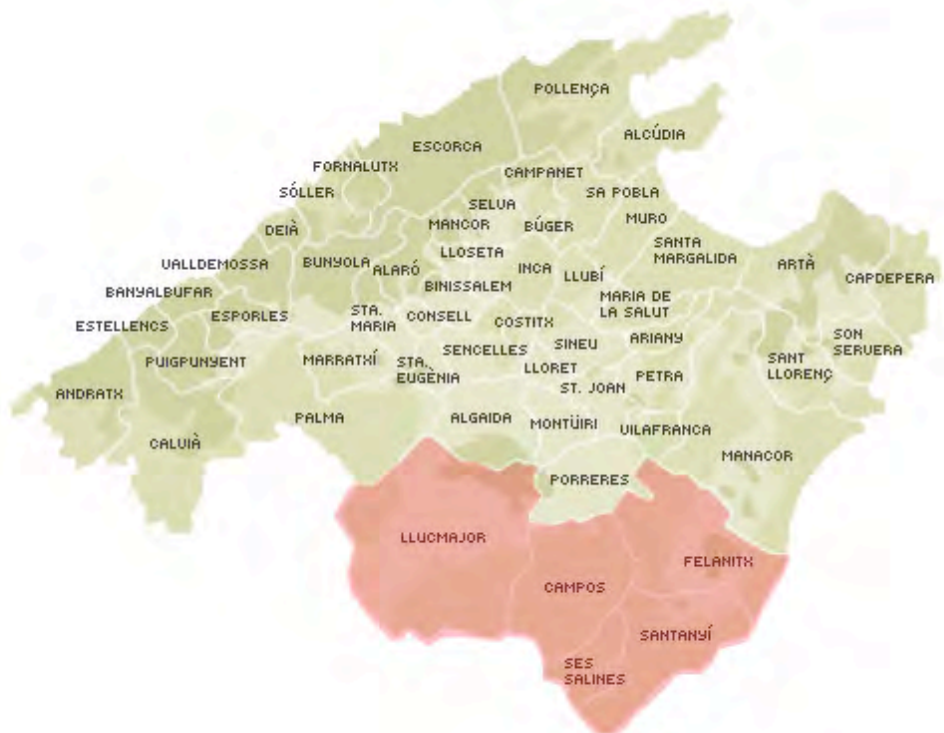 POLLENÇA
ALCÚDIA
ESCORCA
FORNALUTX
CAMPANET
SÓLLER
SA POBLA
SELVA
MANCOR
BÚGER
MURO
DEIÀ
LLOSETA
SANTA
MARGALIDA
VALLDEMOSSA
BUNYOLA
ALARÓ
INCA
LLUBÍ
ARTÀ
CAPDEPERA
BANYALBUFAR
BINISSALEM
MARIA DE
LA SALUT
ESTELLENCS
ESPORLES
STA.
MARIA
CONSELL
COSTITX
SINEU
ARIANY
SON
SERVERA
PUIGPUNYENT
MARRATXÍ
STA.
EUGÈNIA
SENCELLES
LLORET
ST. JOAN
PETRA
SANT
LLORENÇ
ANDRATX
PALMA
ALGAIDA
MONTÜIRI
VILAFRANCA
CALVIÀ
MANACOR
PORRERES
LLUCMAJOR
FELANITX
CAMPOS
SANTANYÍ
SES
SALINES